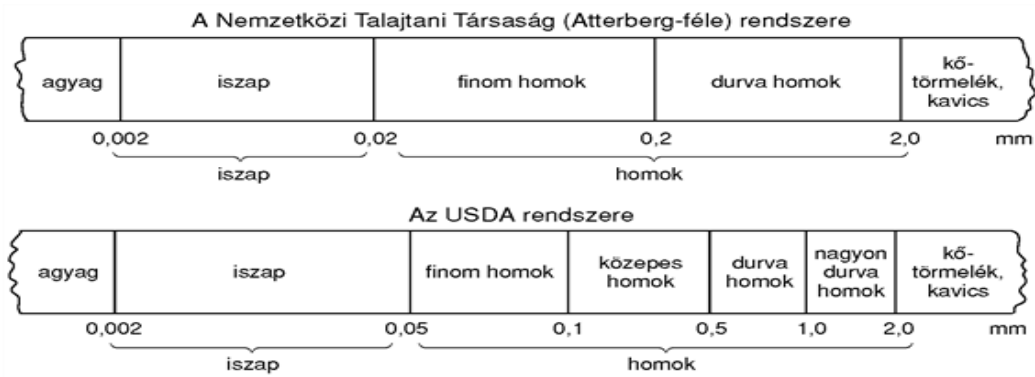 A Nemzetközi Talajtani Társaság (Atterberg-féle) rendszere
agyag iszap finom homok durva homok kő-
törmelék,
kavics
0,002 0,02 0,2 2,0 mm
iszap homok
Az USDA rendszere
agyag iszap finom homok közepes
homok durva
homok nagyon
durva
homok kő-
törmelék,
kavics
0,002 0,05 0,1 0,5 1,0 2,0 mm
iszap homok